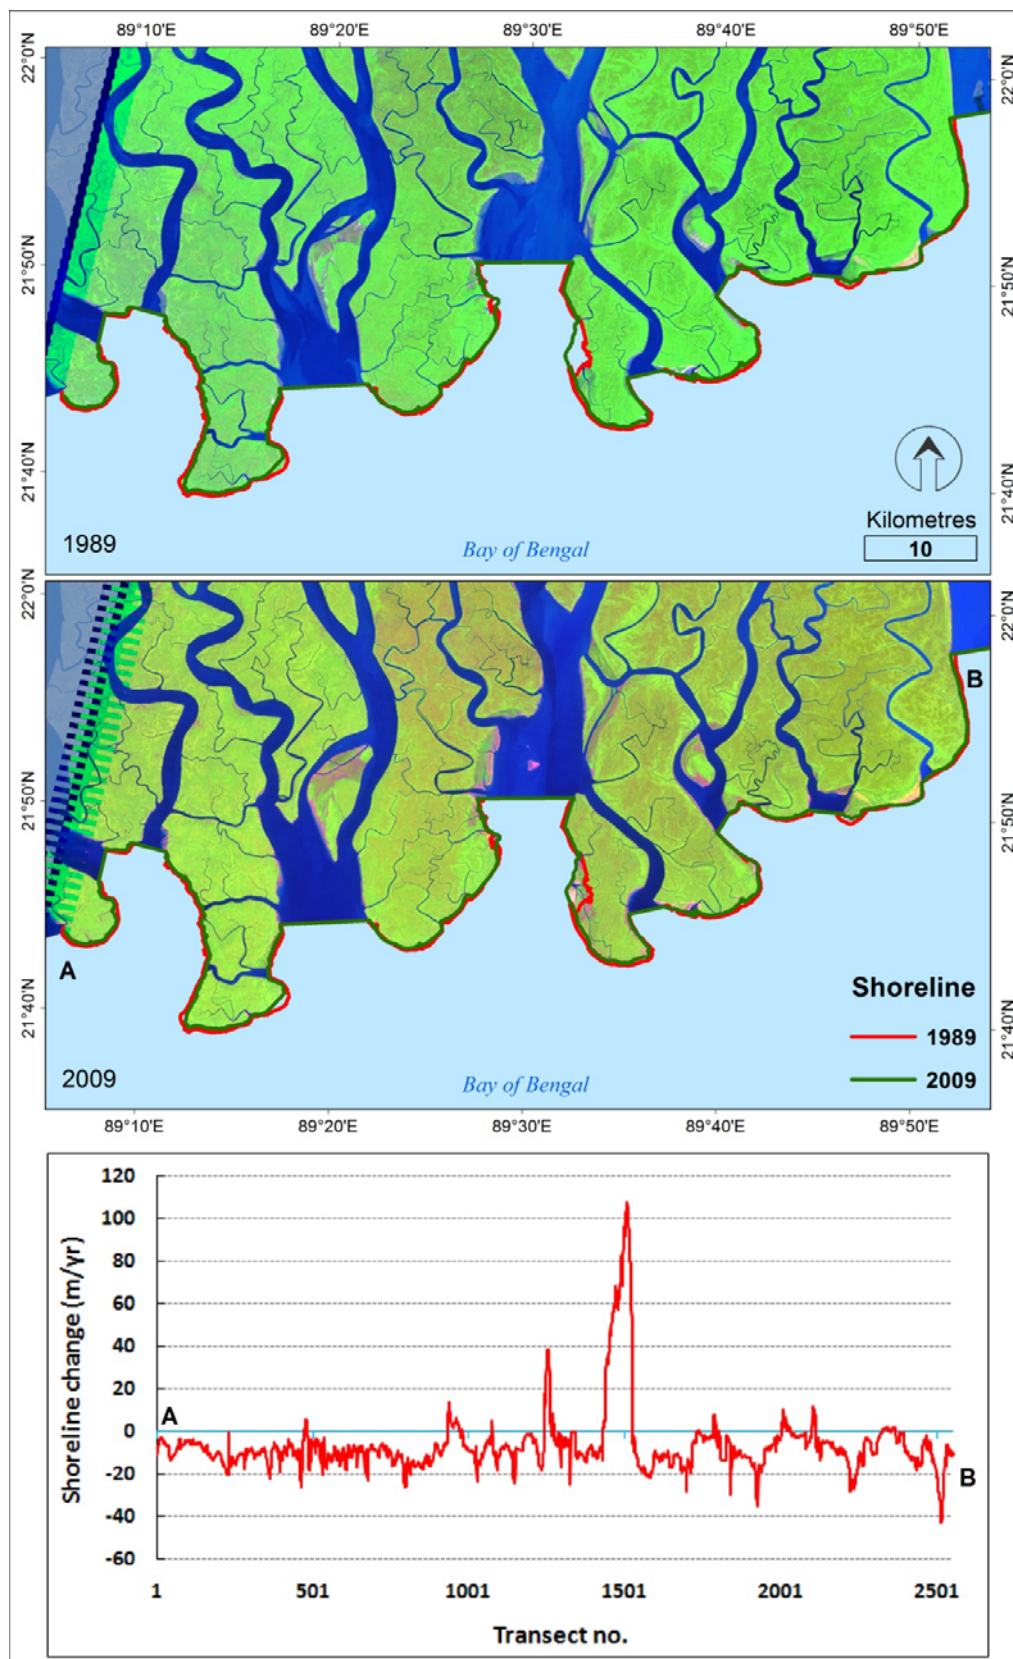 89°10'E 89°20'E 89°30'E 89°40'E 89°50'E
22°0'N
22°0'N
21°50'N
21°50'N
21°40'N
21°40'N
Kilometres
10
1989
Bay of Bengal
22°0'N
22°0'N
B
21°50'N
21°50'N
A
21°40'N
21°40'N
Shoreline
1989
2009
2009
Bay of Bengal
89°10'E 89°20'E 89°30'E 89°40'E 89°50'E
Shoreline change (m/yr)
120
100
80
60
40
20
0
-20
-40
-60
A
B
1 501 1001 1501 2001 2501
Transect no.